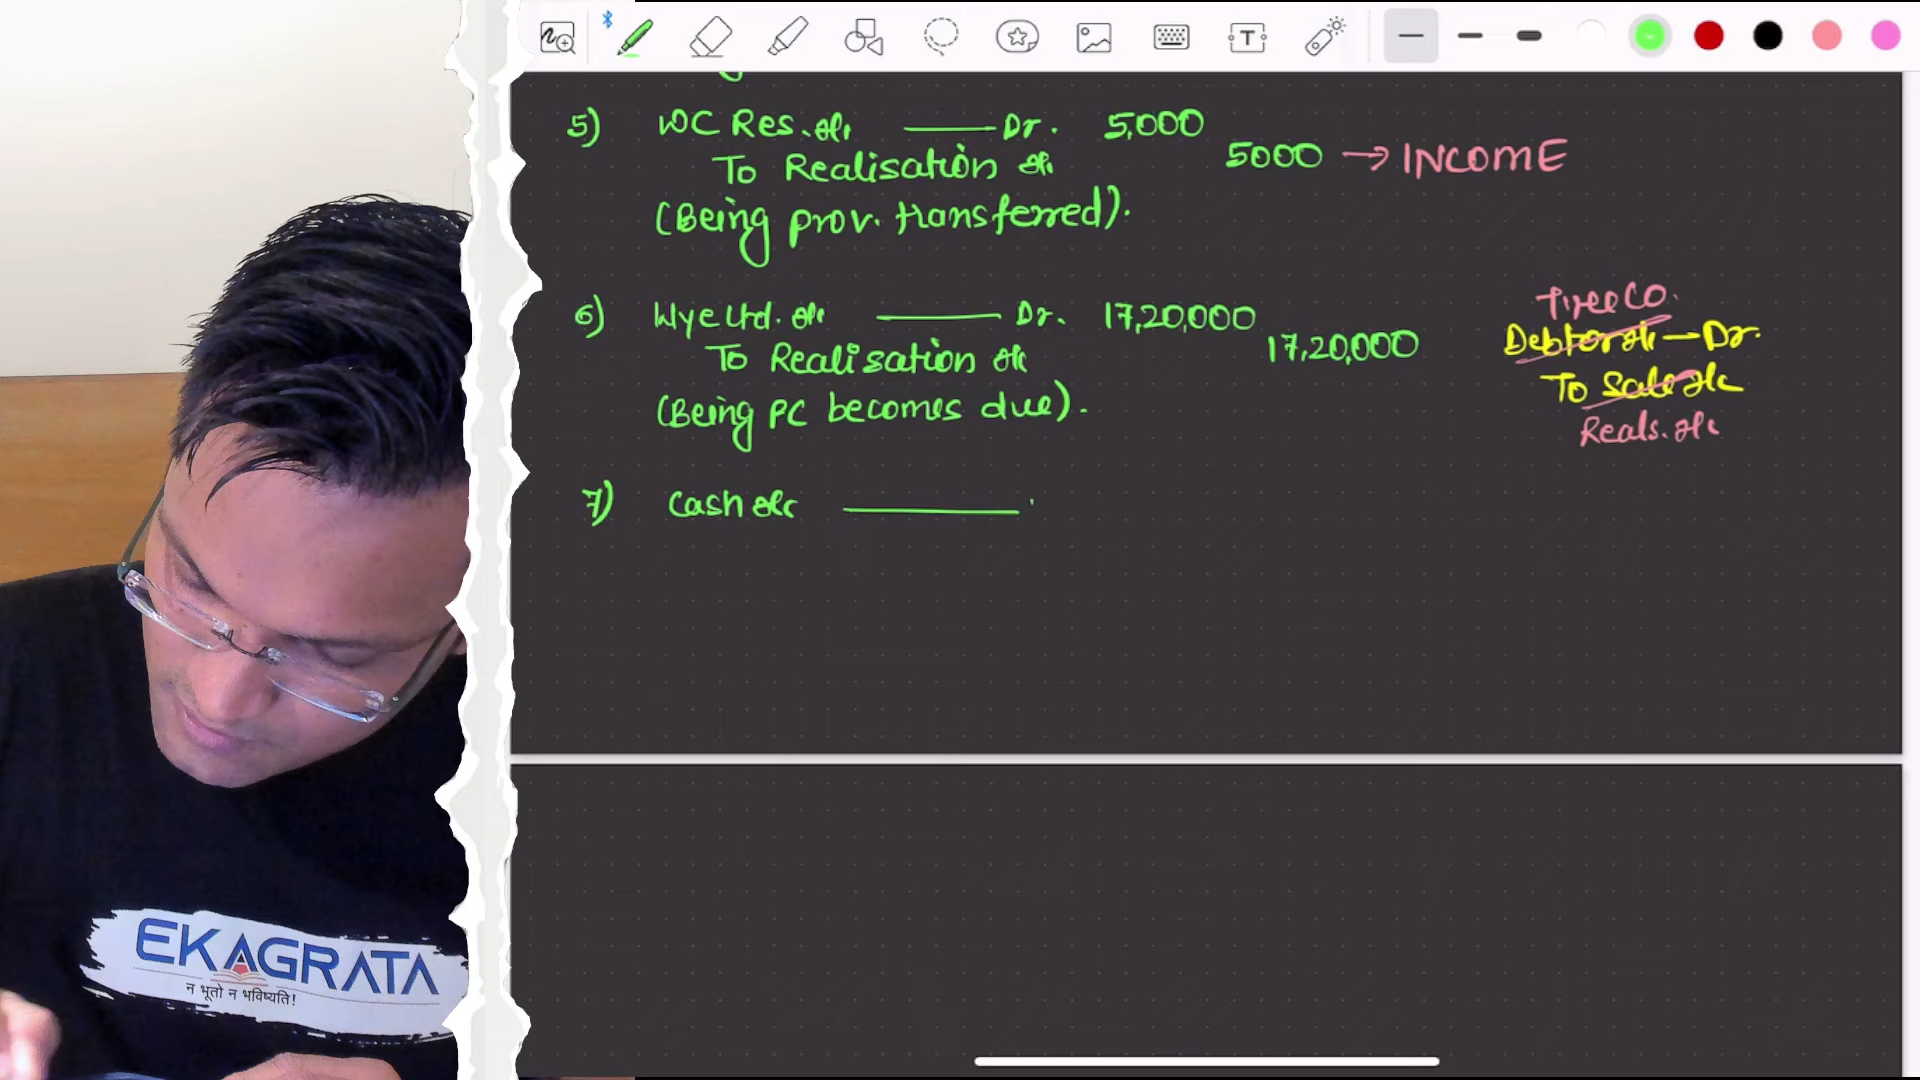 5) WC Res. a/c —— Dr. 5,000
To Realisation a/c 5000 → INCOME
(Being prov. transferred).
6) Wye Ltd. a/c —— Dr. 17,20,000
To Realisation a/c 17,20,000
(Being PC becomes due).
Tree Co.
Debtor a/c — Dr.
To Sale a/c
Reals. a/c
7) Cash a/c ——
T
EKAGRATA
न भूतो न भविष्यति!